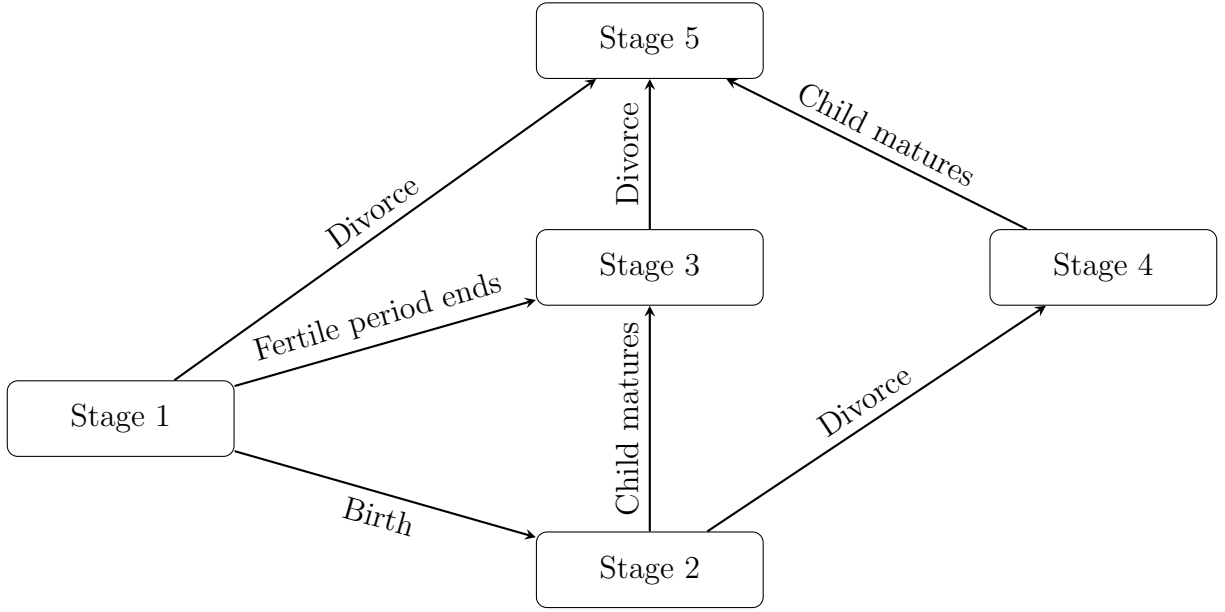 Stage 5
Child matures
Divorce
Divorce
Stage 3
Stage 4
Fertile period ends
Stage 1
Child matures
Divorce
Birth
Stage 2